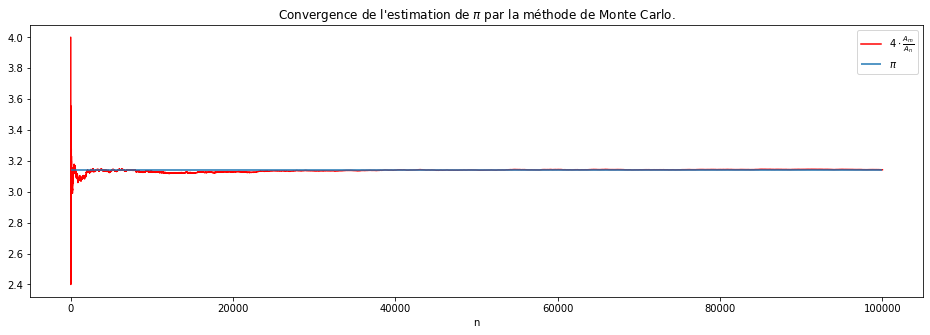 Convergence de l'estimation de π par la méthode de Monte Carlo.
4 · A_m/A_n
π
4.0
3.8
3.6
3.4
3.2
3.0
2.8
2.6
2.4
0 20000 40000 60000 80000 100000
n